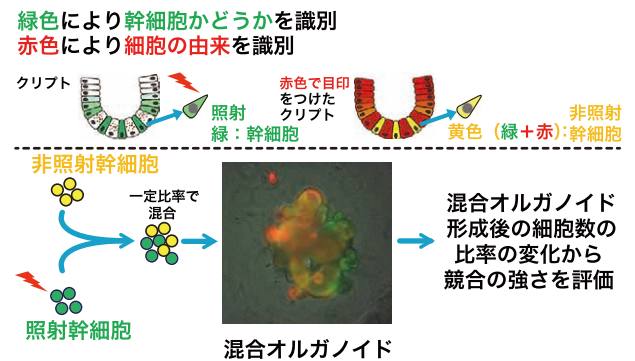 緑色により幹細胞かどうかを識別
赤色により細胞の由来を識別
クリプト
照射
緑：幹細胞
赤色で目印
をつけた
クリプト
黄色（緑＋赤）：
非照射
幹細胞
非照射幹細胞
一定比率で
混合
照射幹細胞
混合オルガノイド
混合オルガノイド
形成後の細胞数の
比率の変化から
競合の強さを評価